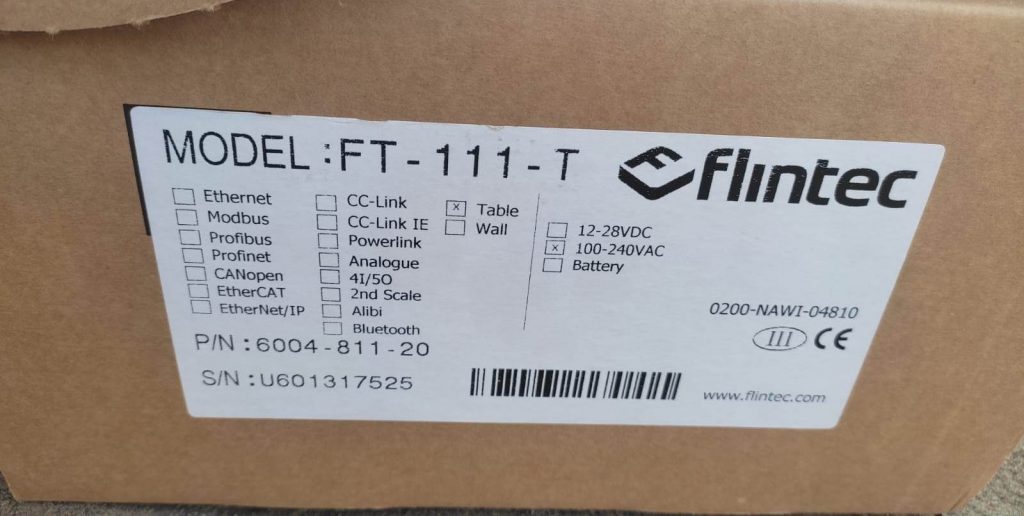 MODEL : FT-111-T
flintec
Ethernet
Modbus
Profibus
Profinet
CANopen
EtherCAT
EtherNet/IP
CC-Link
CC-Link IE
Powerlink
Analogue
4I/5O
2nd Scale
Alibi
Bluetooth
x Table
Wall
12-28VDC
x 100-240VAC
Battery
0200-NAWI-04810
III CE
P/N : 6004-811-20
S/N : U601317525
www.flintec.com